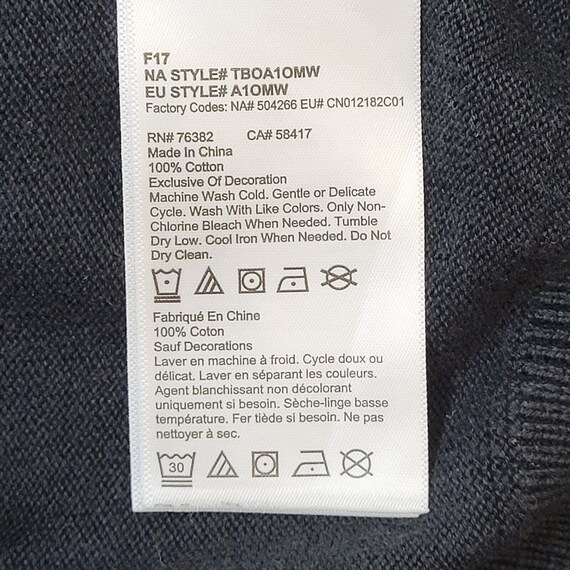 F17
NA STYLE# TBOA1OMW
EU STYLE# A1OMW
Factory Codes: NA# 504266 EU# CN012182C01
RN# 76382 CA# 58417
Made In China
100% Cotton
Exclusive Of Decoration
Machine Wash Cold. Gentle or Delicate
Cycle. Wash With Like Colors. Only Non-
Chlorine Bleach When Needed. Tumble
Dry Low. Cool Iron When Needed. Do Not
Dry Clean.
Fabriqué En Chine
100% Coton
Sauf Decorations
Laver en machine à froid. Cycle doux ou
délicat. Laver en séparant les couleurs.
Agent blanchissant non décolorant
uniquement si besoin. Sèche-linge basse
température. Fer tiède si besoin. Ne pas
nettoyer à sec.
30